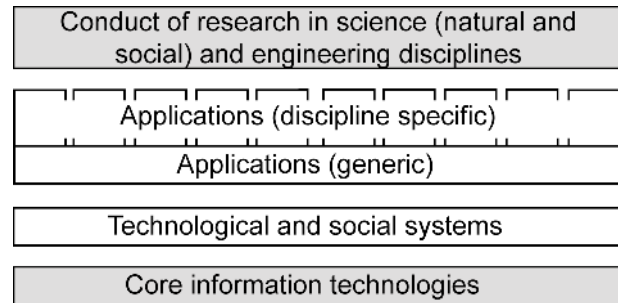 Conduct of research in science (natural and
social) and engineering disciplines
Applications (discipline specific)
Applications (generic)
Technological and social systems
Core information technologies